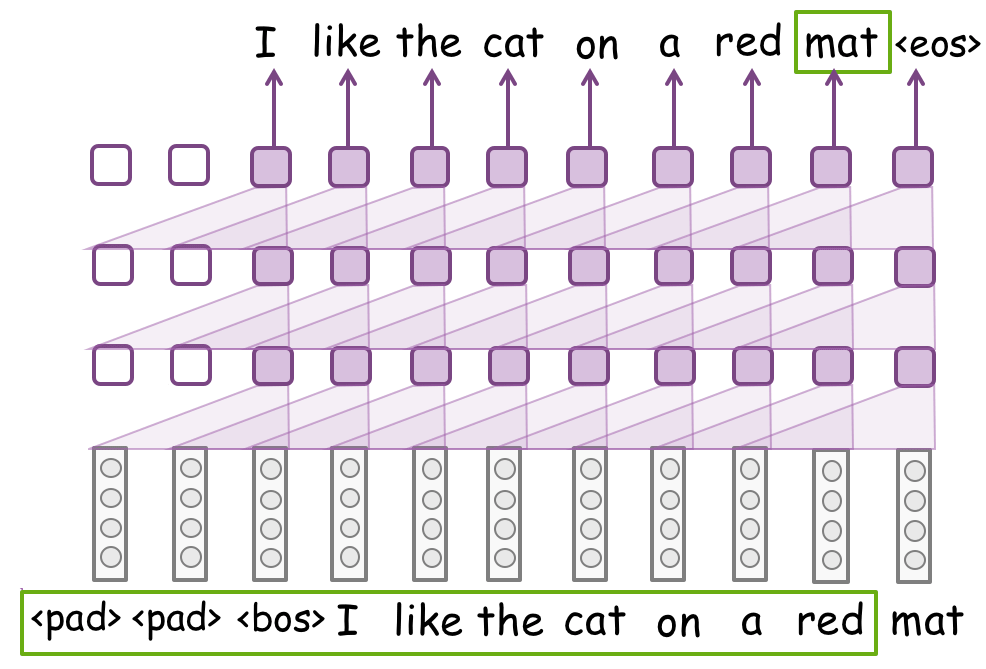 I like the cat on a red mat <eos>
<pad> <pad> <bos> I like the cat on a red mat